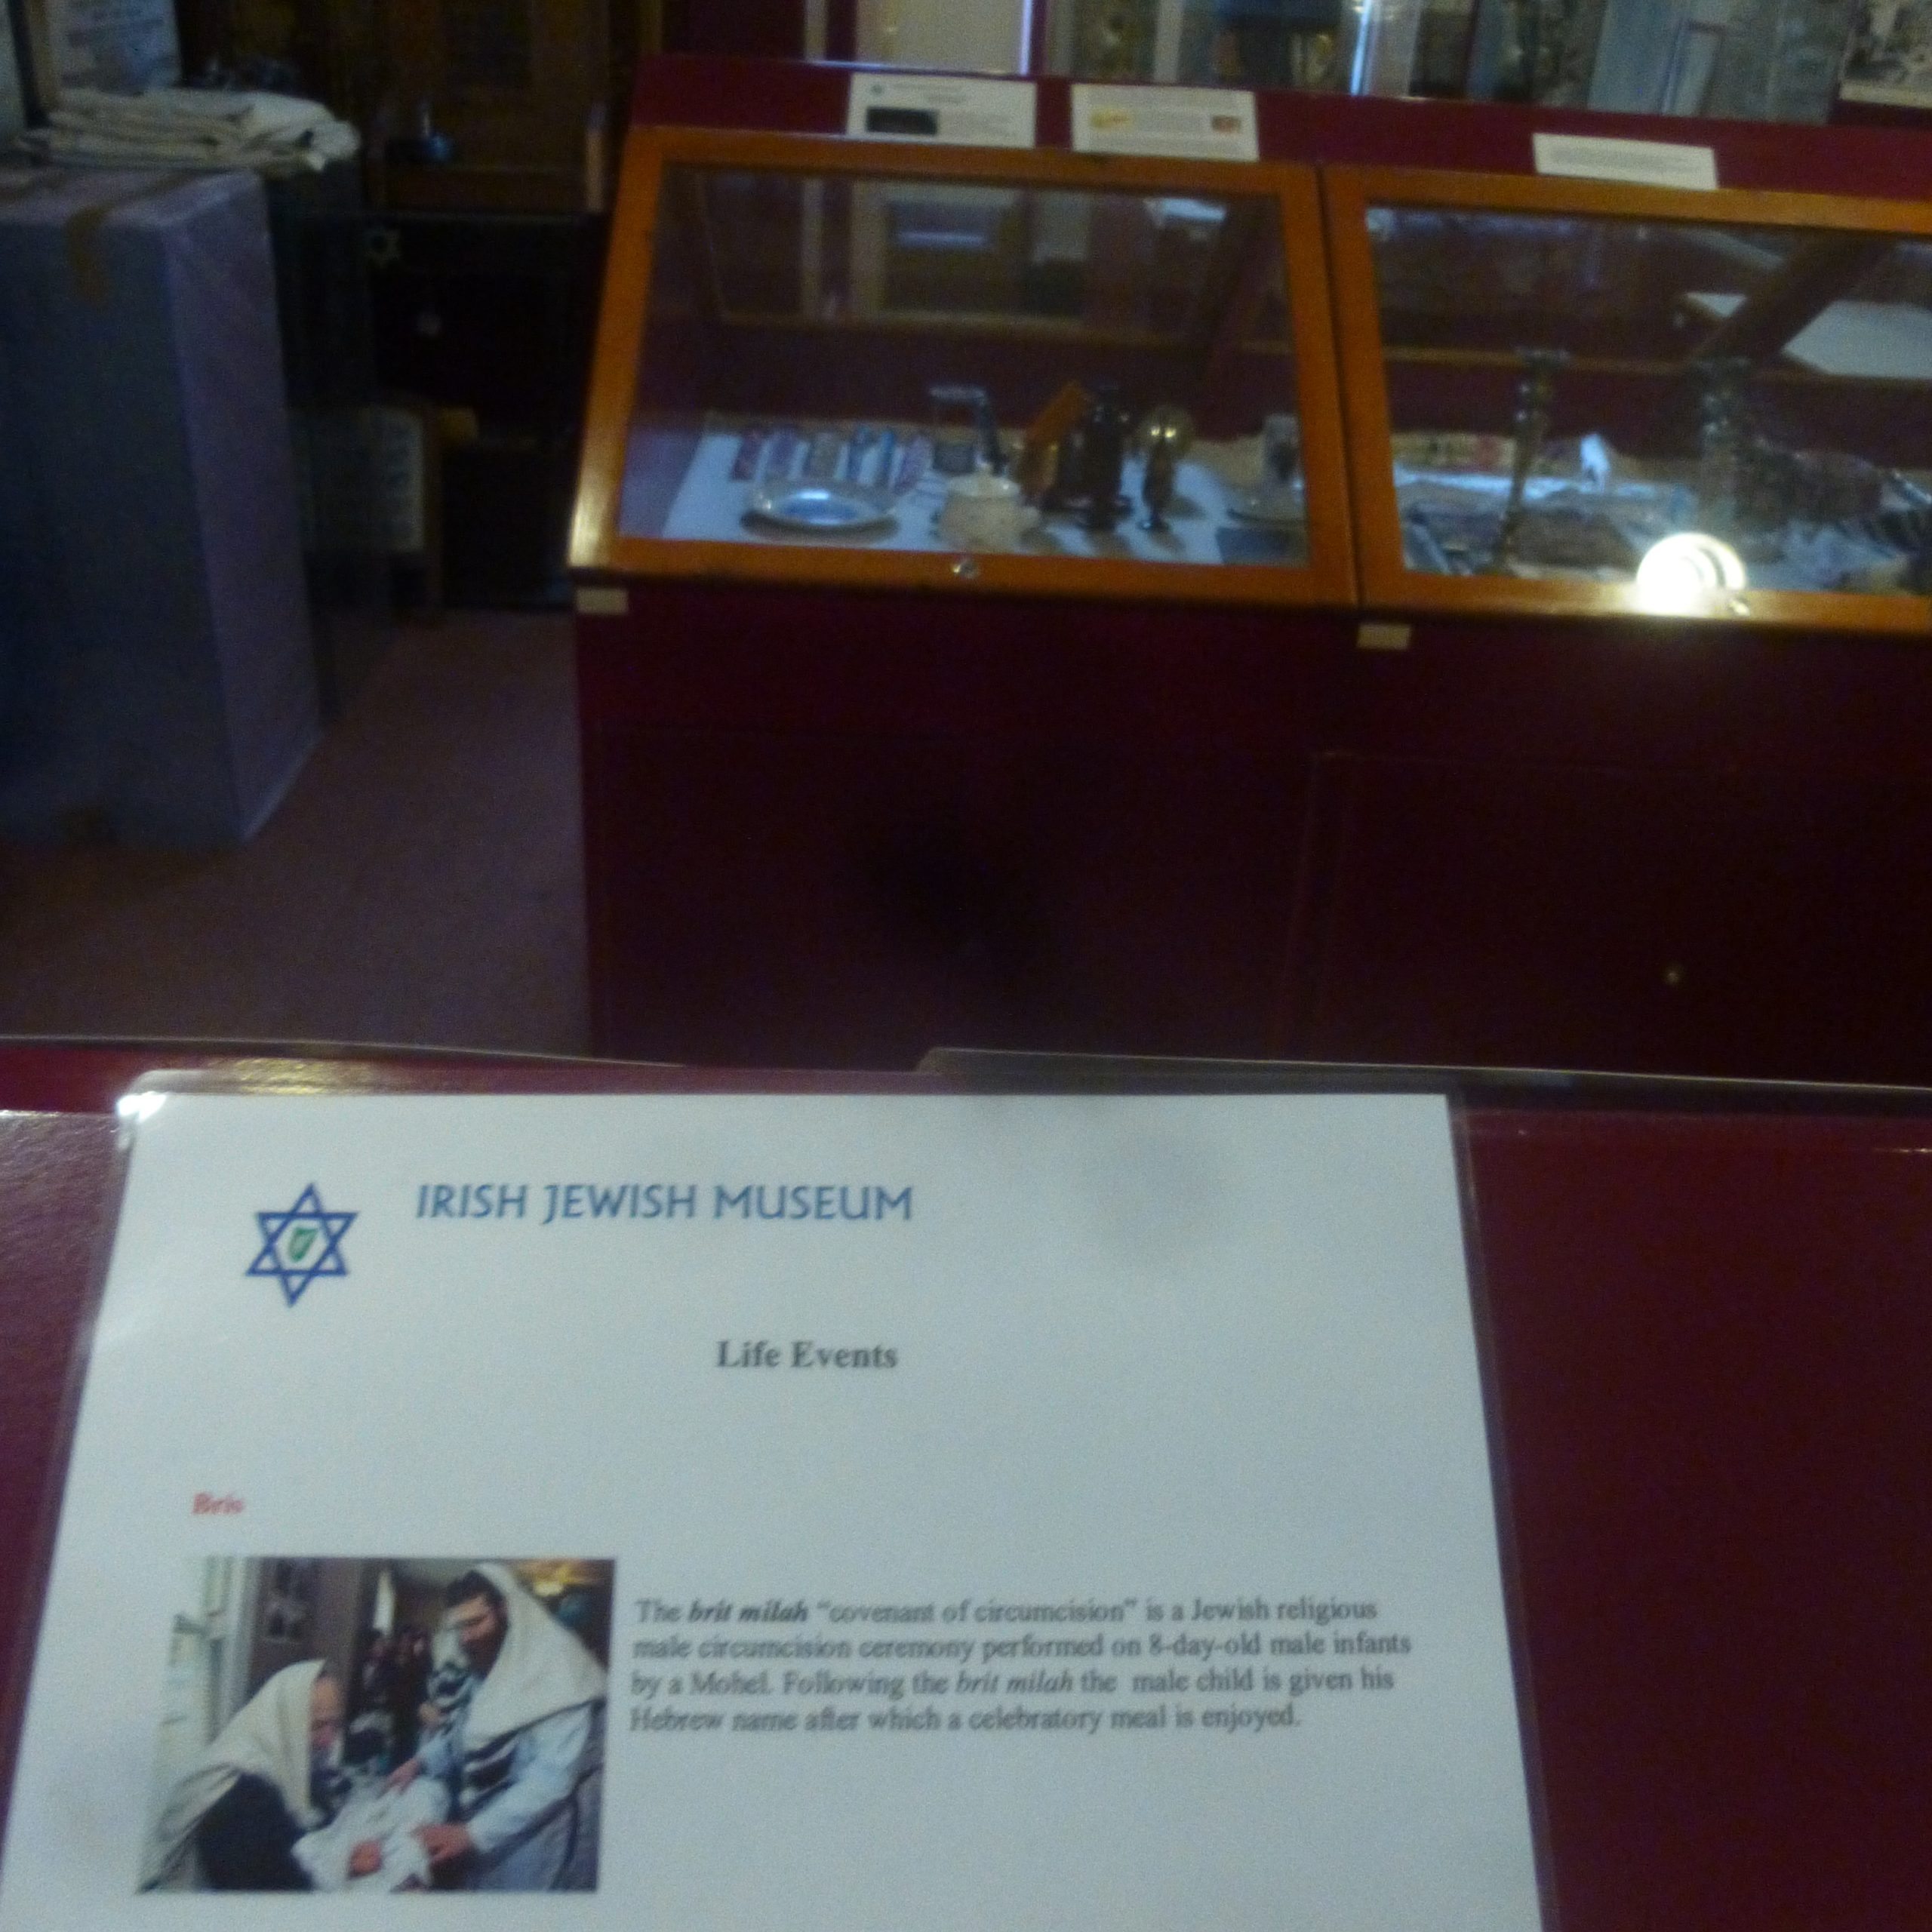 IRISH JEWISH MUSEUM
Life Events
Bris
The brit milah “covenant of circumcision” is a Jewish religious
male circumcision ceremony performed on 8-day-old male infants
by a Mohel. Following the brit milah the male child is given his
Hebrew name after which a celebratory meal is enjoyed.